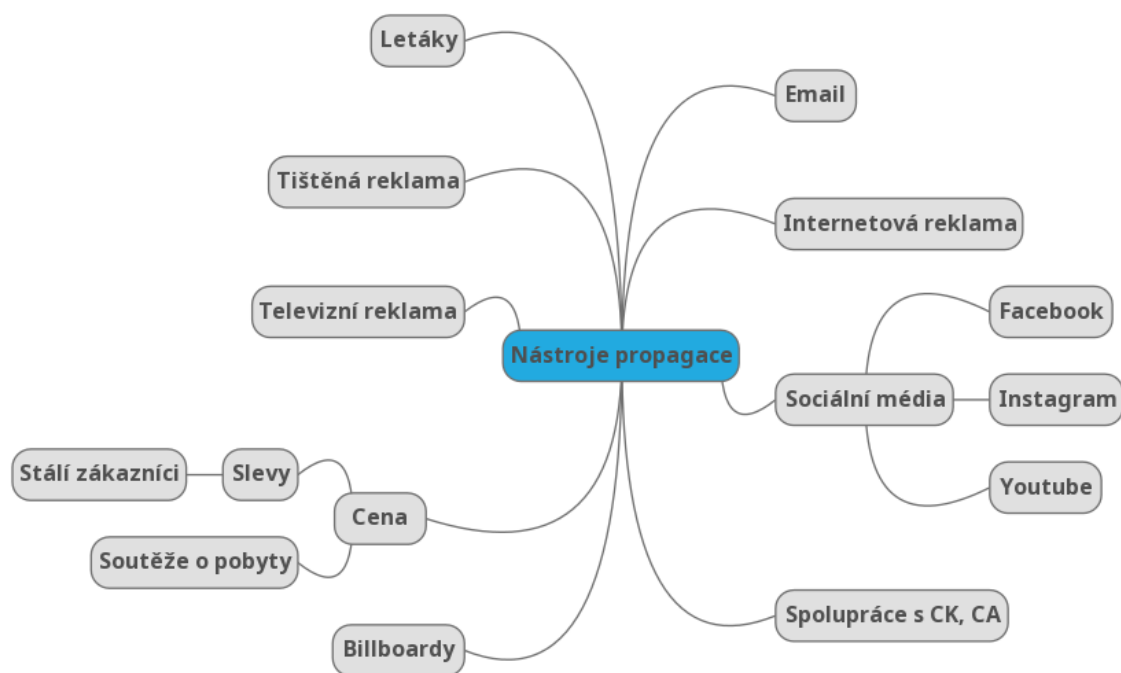 Letáky
Email
Tištěná reklama
Internetová reklama
Televizní reklama
Facebook
Nástroje propagace
Sociální média
Instagram
Stálí zákazníci
Slevy
Youtube
Cena
Soutěže o pobyty
Spolupráce s CK, CA
Billboardy